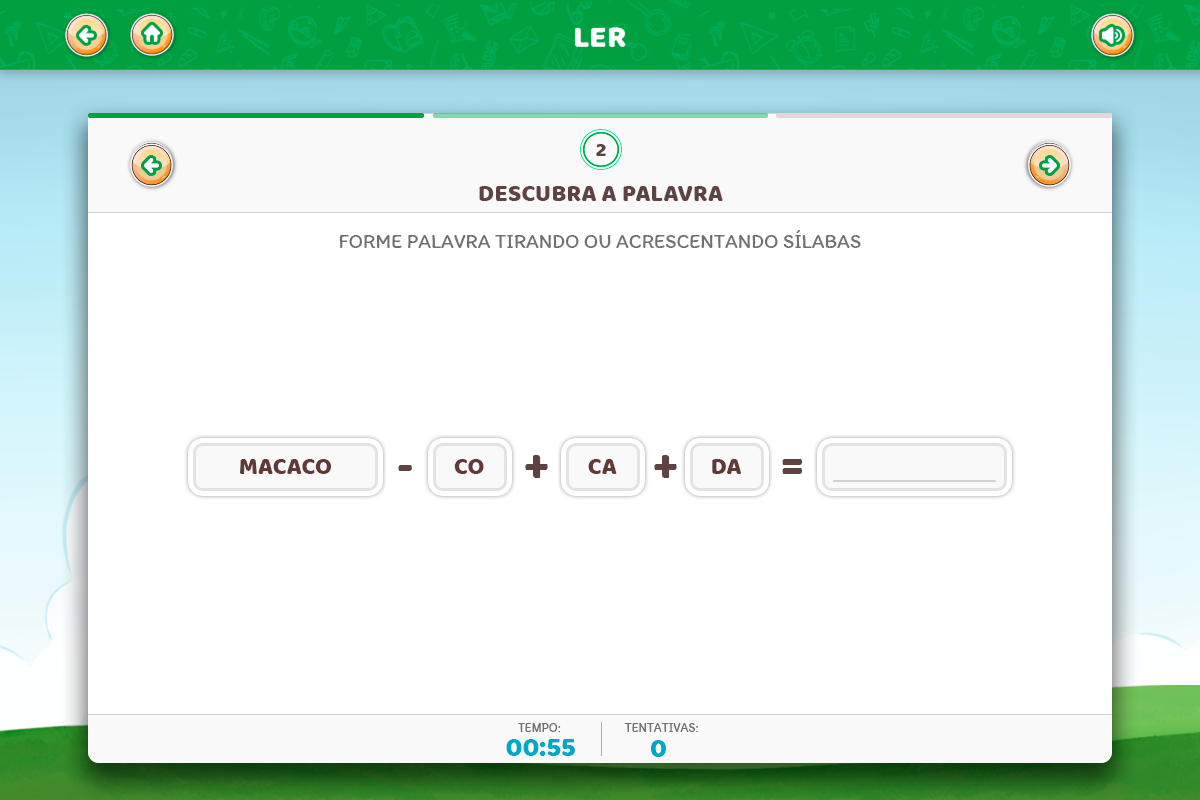 LER
2
DESCUBRA A PALAVRA
FORME PALAVRA TIRANDO OU ACRESCENTANDO SÍLABAS
MACACO - CO + CA + DA =
TEMPO: TENTATIVAS:
00:55 0